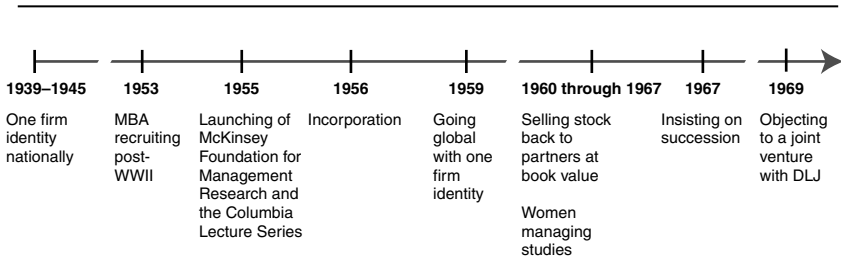 1939–1945
One firm
identity
nationally
1953
MBA
recruiting
post-
WWII
1955
Launching of
McKinsey
Foundation for
Management
Research and
the Columbia
Lecture Series
1956
Incorporation
1959
Going
global
with one
firm
identity
1960 through 1967
Selling stock
back to
partners at
book value
Women
managing
studies
1967
Insisting on
succession
1969
Objecting
to a joint
venture
with DLJ